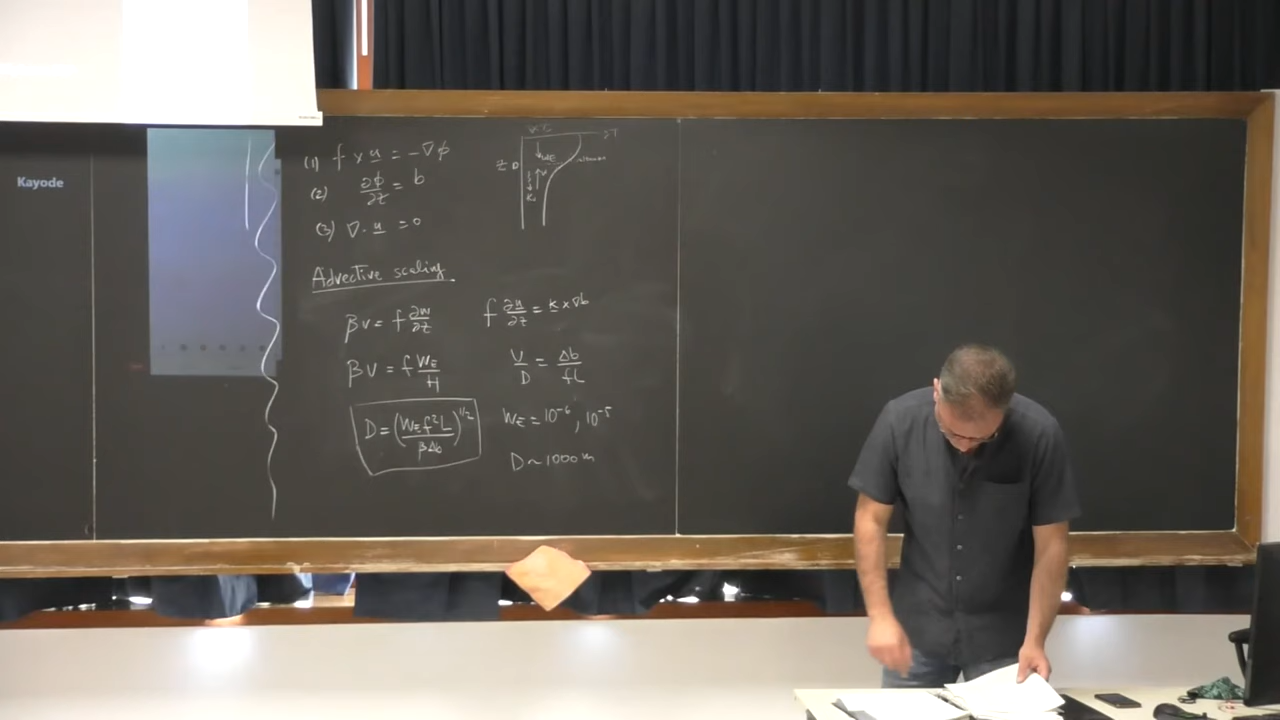 Kayode
(1) f × u = -∇φ
(2) ∂φ/∂z = b
(3) ∇·u = 0
z D
W_E
Advective scaling
βv = f ∂w/∂z
f ∂u/∂z = k × ∇b
βV = f W_E/H
V/D = Δb/fL
D = (W_E f² L / βΔb)^{1/2}
W_E = 10⁻⁶, 10⁻⁵
D ~ 1000 m